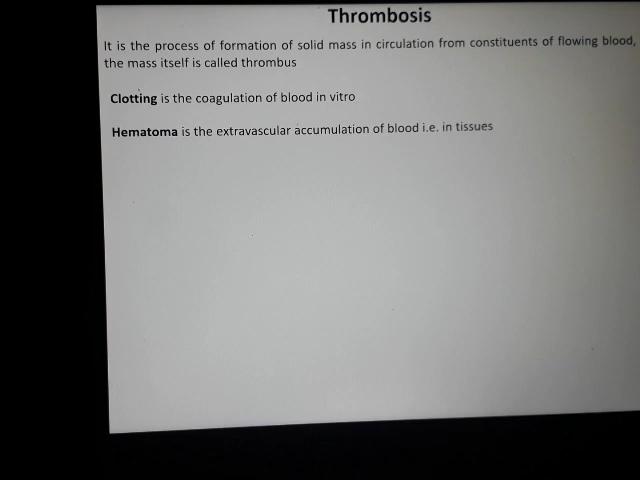 Thrombosis
It is the process of formation of solid mass in circulation from constituents of flowing blood,
the mass itself is called thrombus
Clotting is the coagulation of blood in vitro
Hematoma is the extravascular accumulation of blood i.e. in tissues